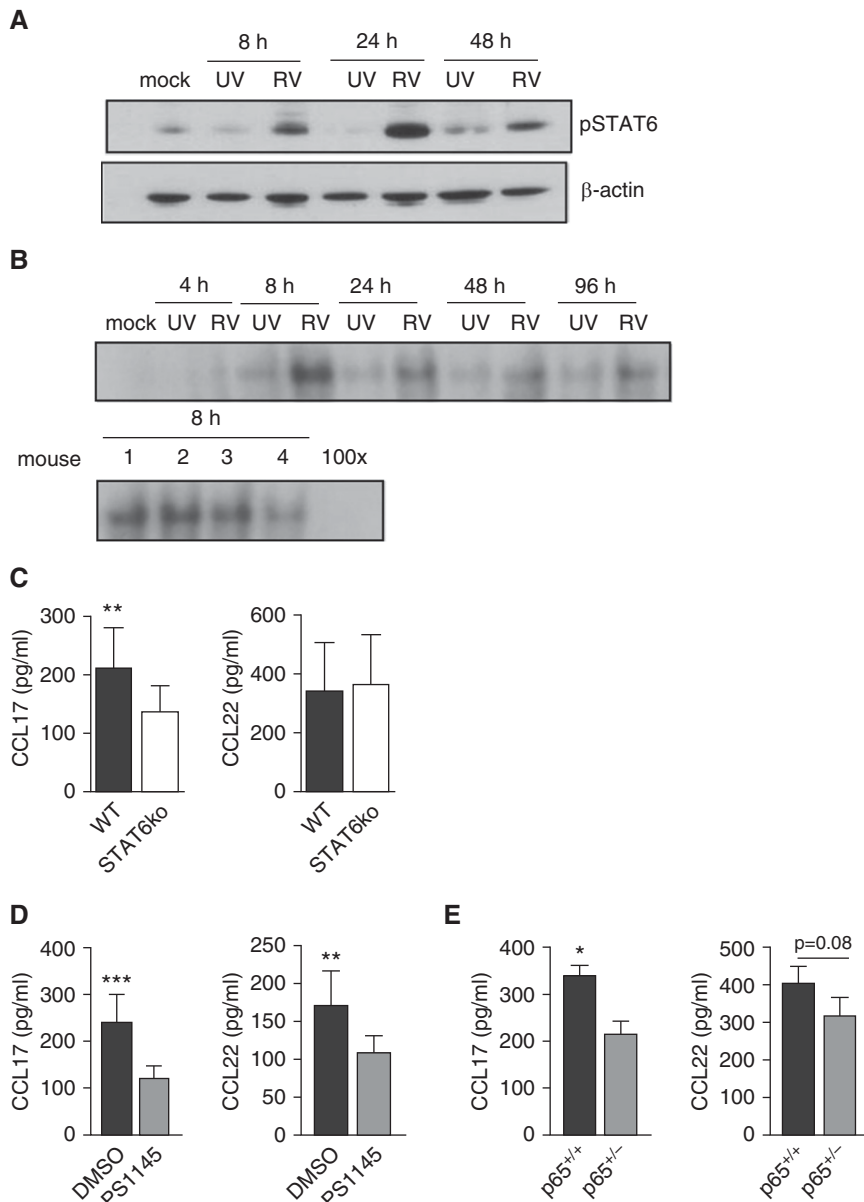 A
8 h 24 h 48 h
mock UV RV UV RV UV RV
pSTAT6
β-actin
B
4 h 8 h 24 h 48 h 96 h
mock UV RV UV RV UV RV UV RV UV RV
8 h
mouse 1 2 3 4 100x
C
CCL17 (pg/ml)
300
200
100
0
**
WT
STAT6ko
CCL22 (pg/ml)
600
400
200
0
WT
STAT6ko
D
CCL17 (pg/ml)
400
300
200
100
0
***
DMSO
PS1145
CCL22 (pg/ml)
250
200
150
100
50
0
**
DMSO
PS1145
E
CCL17 (pg/ml)
400
300
200
100
0
*
p65+/+
p65+/–
CCL22 (pg/ml)
500
400
300
200
100
0
p=0.08
p65+/+
p65+/–